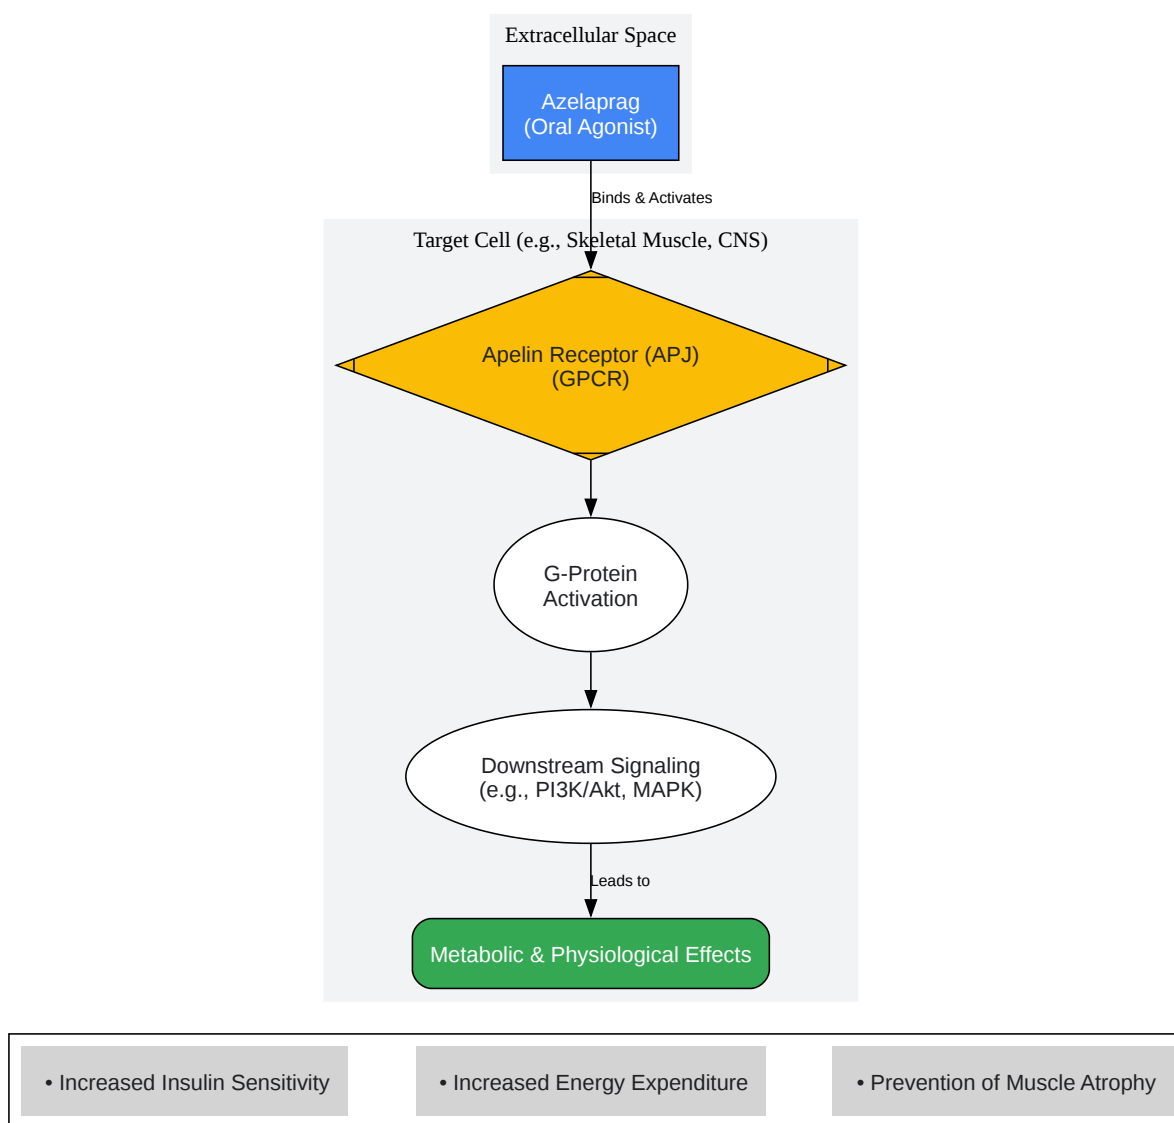 Extracellular Space
Azelaprag
(Oral Agonist)
Binds & Activates
Target Cell (e.g., Skeletal Muscle, CNS)
Apelin Receptor (APJ)
(GPCR)
G-Protein
Activation
Downstream Signaling
(e.g., PI3K/Akt, MAPK)
Leads to
Metabolic & Physiological Effects
• Increased Insulin Sensitivity
• Increased Energy Expenditure
• Prevention of Muscle Atrophy